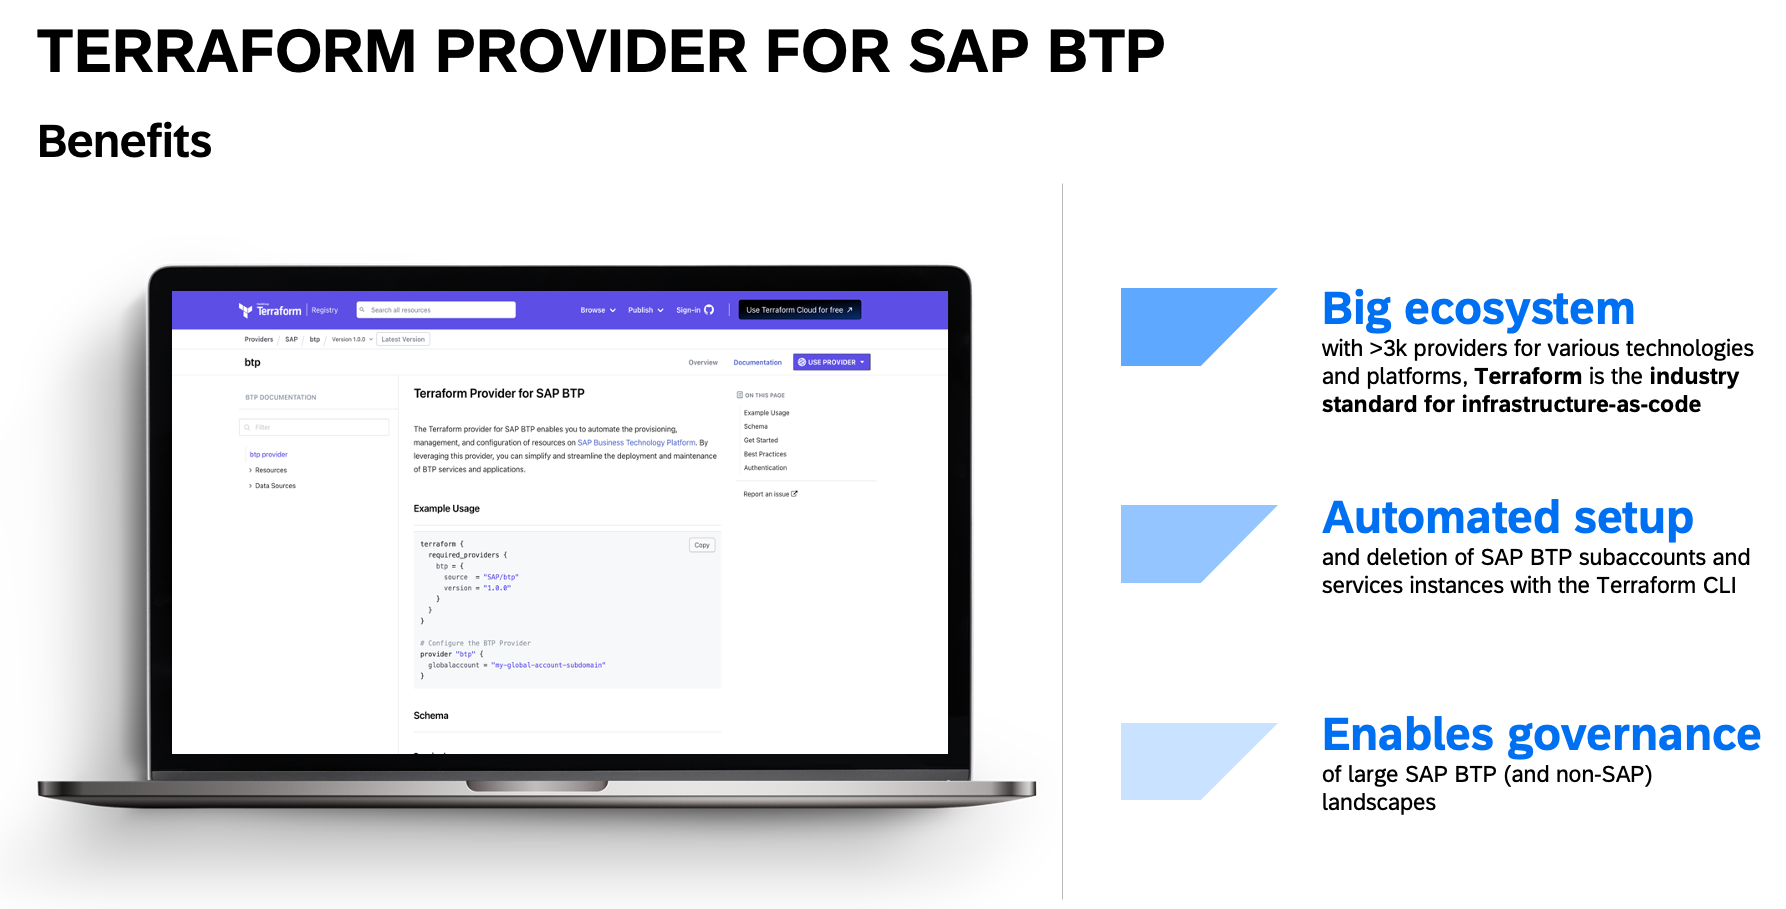 TERRAFORM PROVIDER FOR SAP BTP
Benefits
HashiCorp
Terraform Registry
Search all resources
Browse
Publish
Sign-in
Use Terraform Cloud for free
Providers / SAP / btp / Version 1.0.0 Latest Version
btp
Overview
Documentation
USE PROVIDER
BTP DOCUMENTATION
Filter
btp provider
Resources
Data Sources
Terraform Provider for SAP BTP
The Terraform provider for SAP BTP enables you to automate the provisioning,
management, and configuration of resources on SAP Business Technology Platform. By
leveraging this provider, you can simplify and streamline the deployment and maintenance
of BTP services and applications.
Example Usage
Copy
terraform {
required_providers {
btp = {
source = "SAP/btp"
version = "1.0.0"
}
}
}
# Configure the BTP Provider
provider "btp" {
globalaccount = "my-global-account-subdomain"
}
Schema
ON THIS PAGE
Example Usage
Schema
Get Started
Best Practices
Authentication
Report an issue
Big ecosystem
with >3k providers for various technologies
and platforms, Terraform is the industry
standard for infrastructure-as-code
Automated setup
and deletion of SAP BTP subaccounts and
services instances with the Terraform CLI
Enables governance
of large SAP BTP (and non-SAP)
landscapes